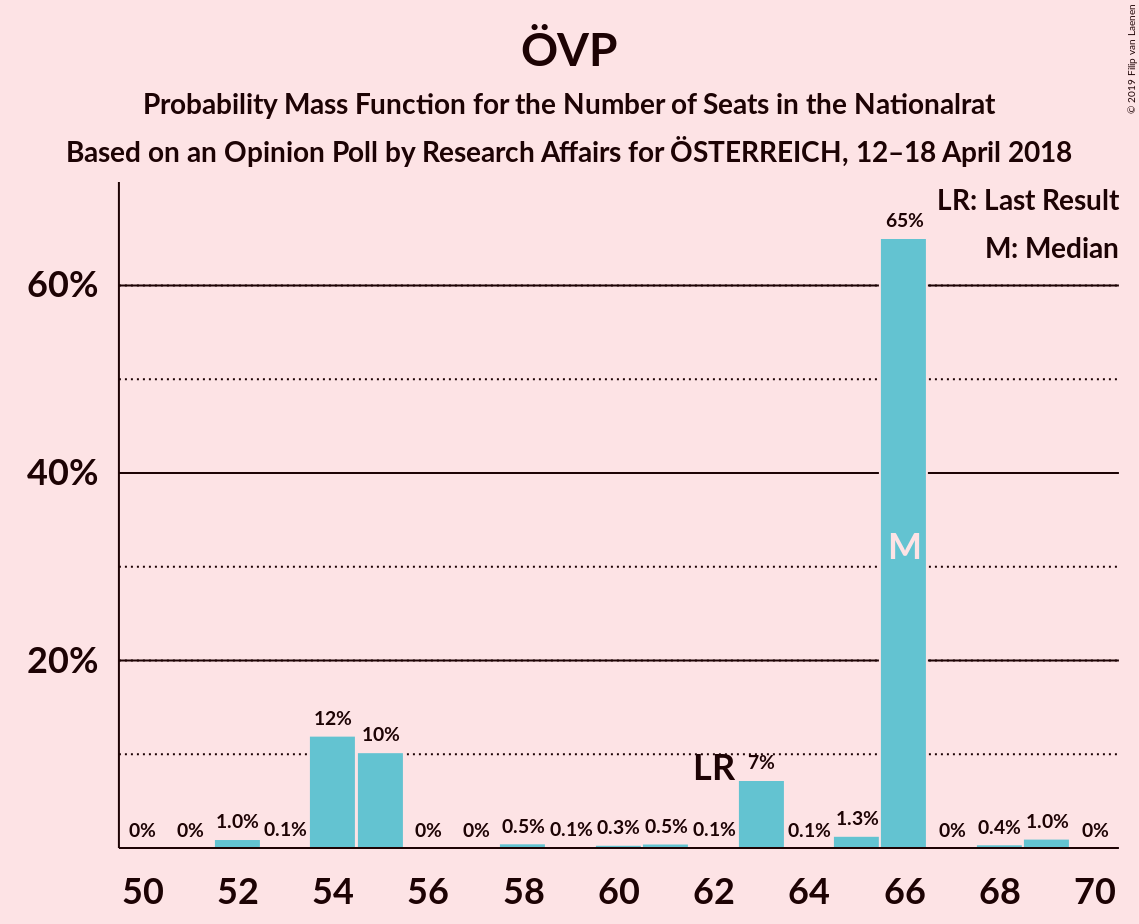 ÖVP
Probability Mass Function for the Number of Seats in the Nationalrat
Based on an Opinion Poll by Research Affairs for ÖSTERREICH, 12–18 April 2018
© 2019 Filip van Laenen
LR: Last Result
M: Median
60%
40%
20%
0% 0% 1.0% 0.1% 12% 10% 0% 0% 0.5% 0.1% 0.3% 0.5% 0.1% 7% 0.1% 1.3% 65% 0% 0.4% 1.0% 0%
LR
M
50 52 54 56 58 60 62 64 66 68 70